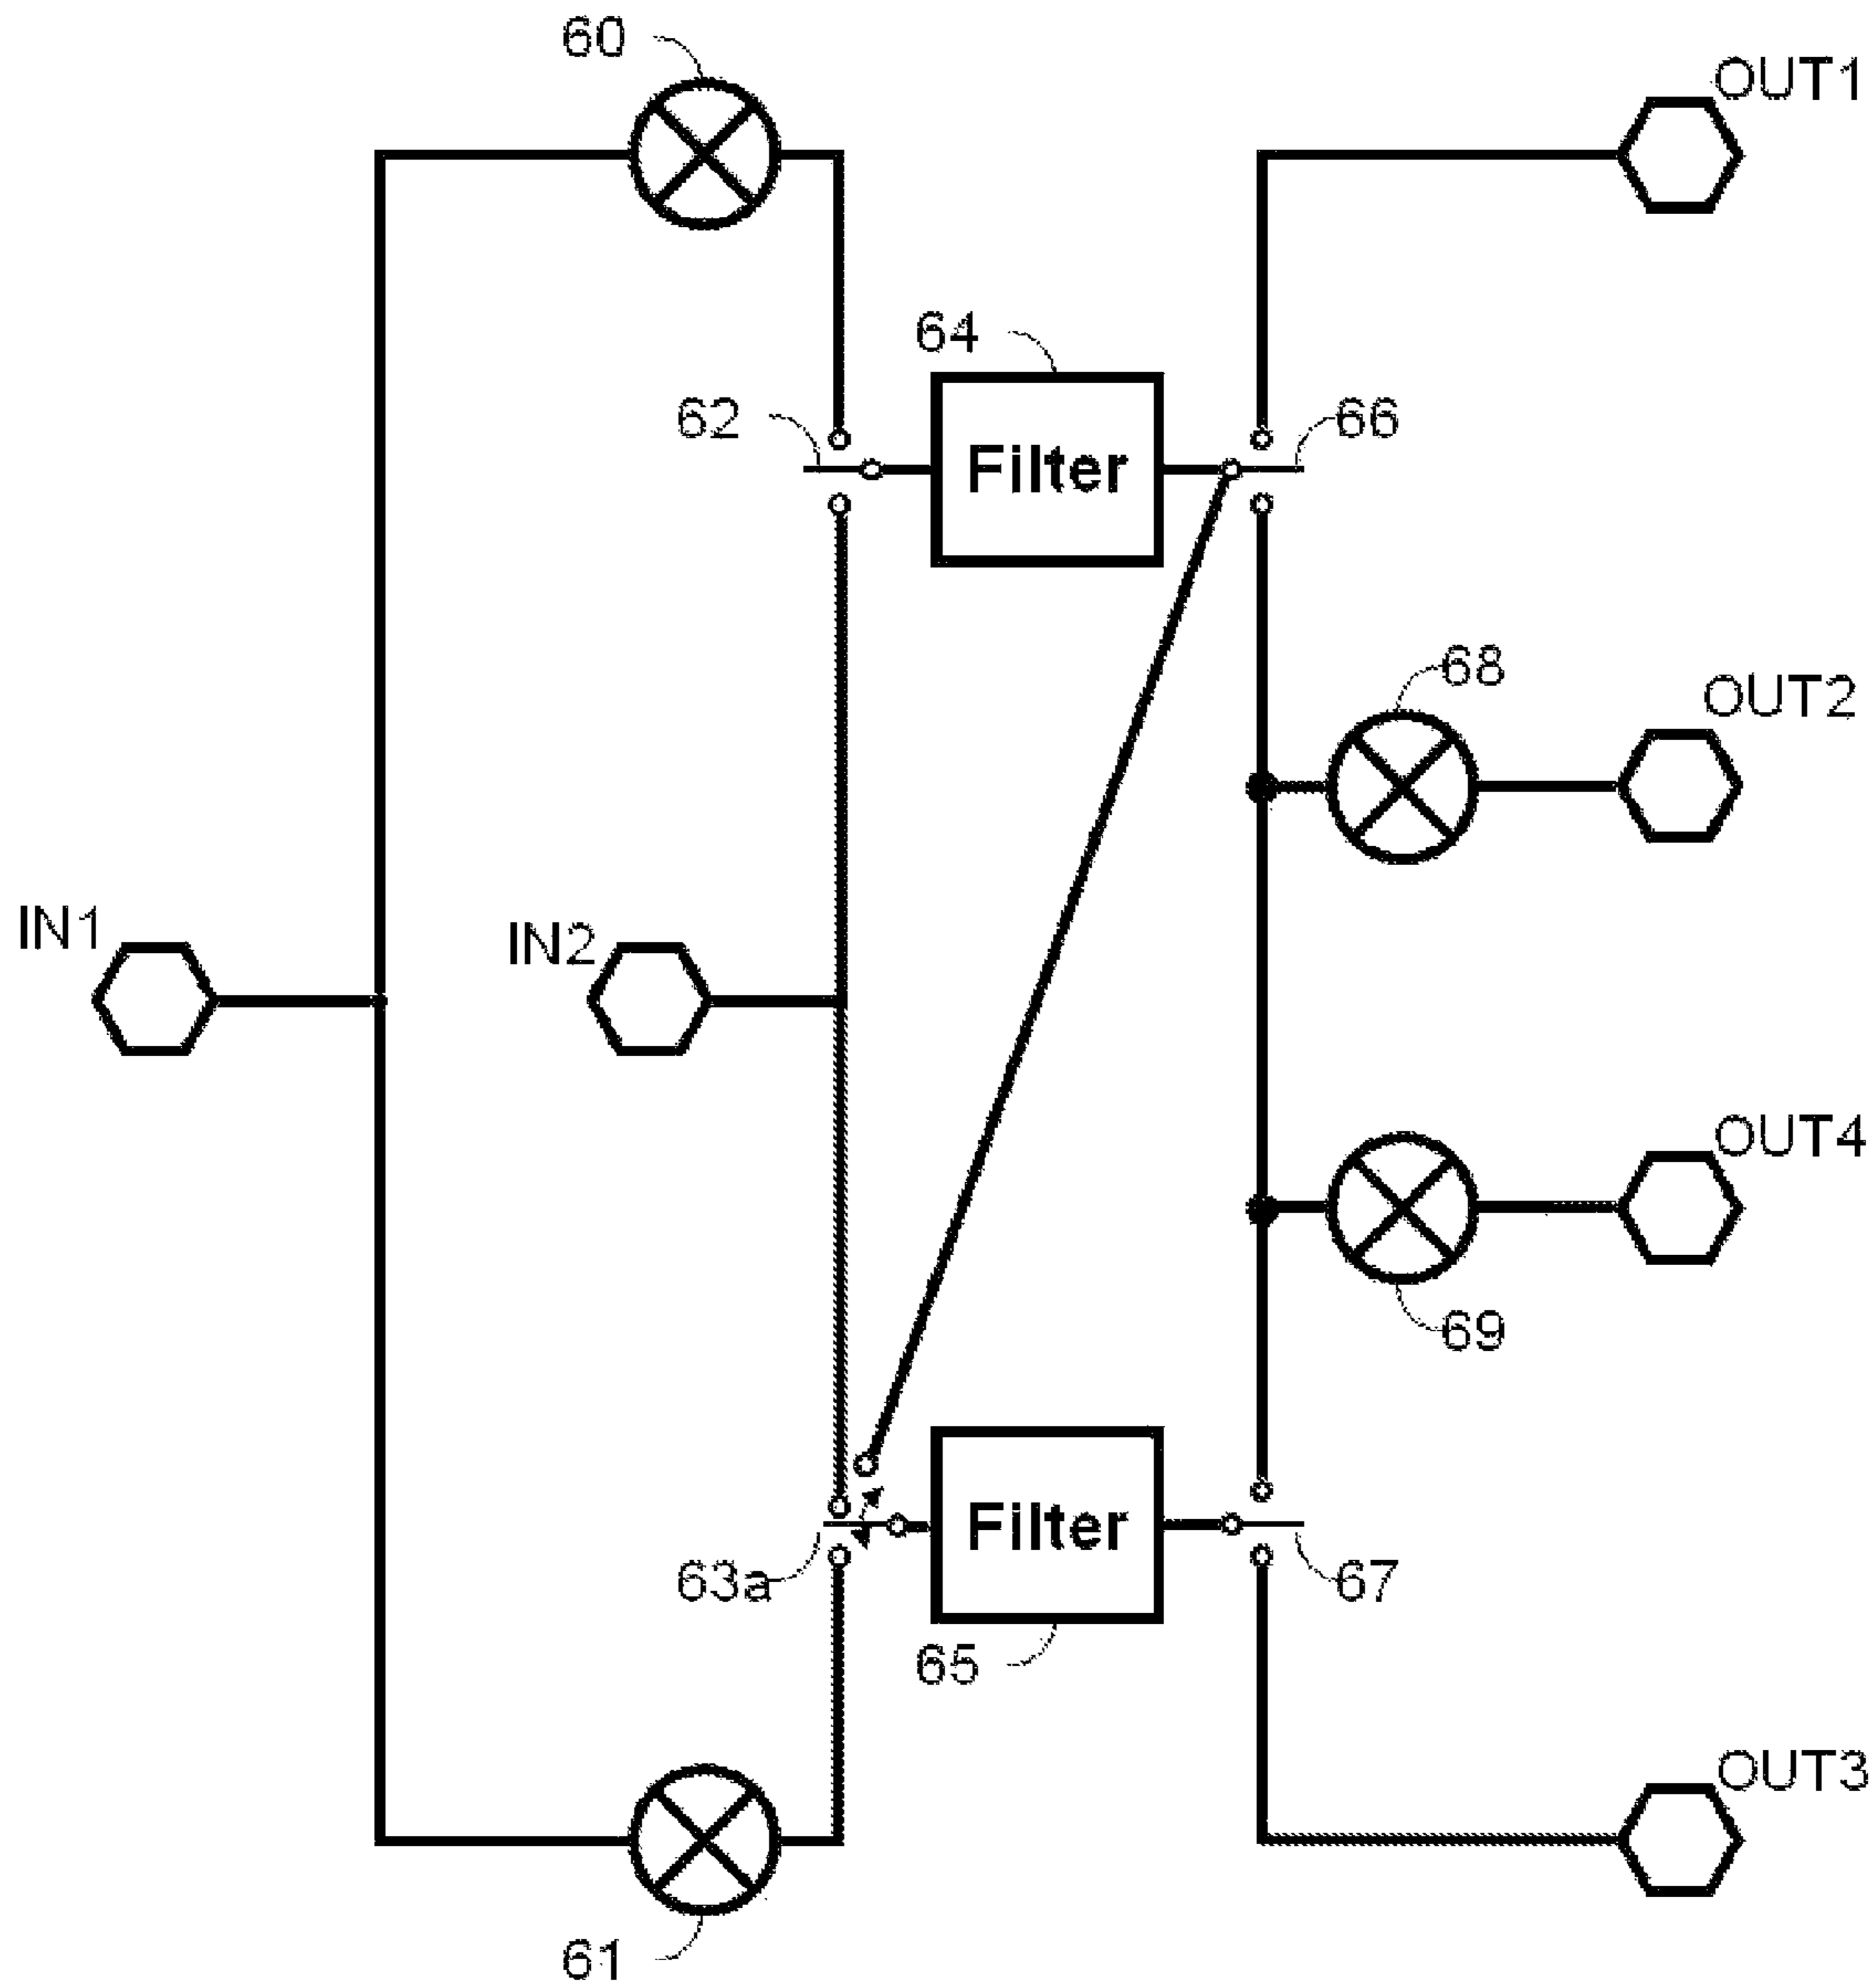 60
OUT1
64
62
Filter
66
68
OUT2
IN1
IN2
OUT4
69
63a
Filter
67
65
OUT3
61